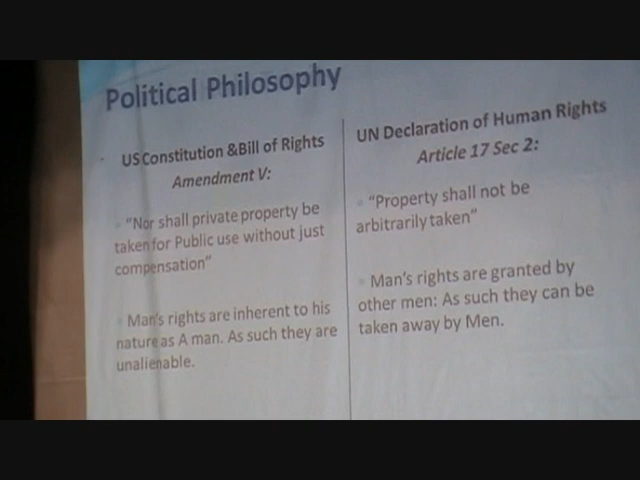 Political Philosophy
US Constitution & Bill of Rights
Amendment V:
“Nor shall private property be
taken for Public use without just
compensation”
Man's rights are inherent to his
nature as A man. As such they are
unalienable.
UN Declaration of Human Rights
Article 17 Sec 2:
“Property shall not be
arbitrarily taken”
Man's rights are granted by
other men: As such they can be
taken away by Men.